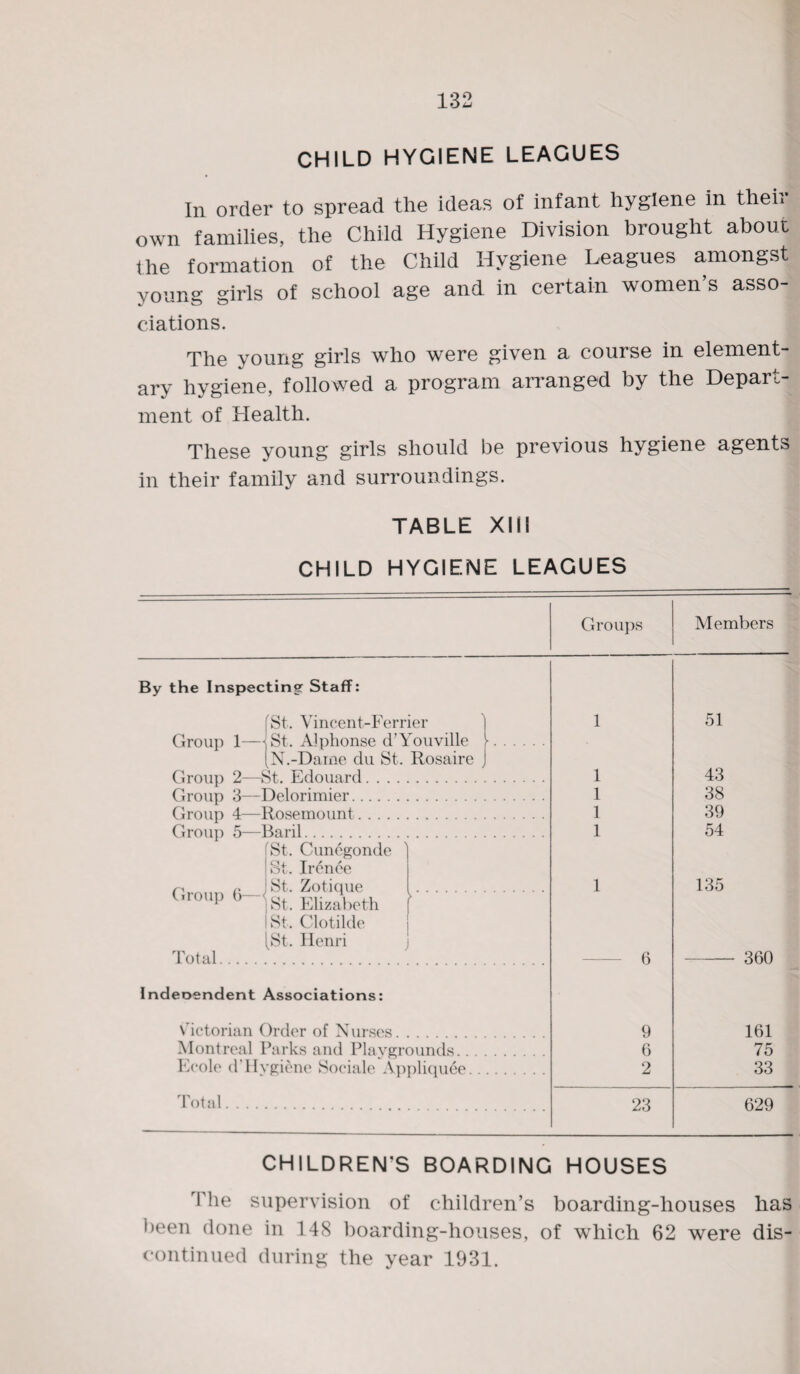 132
CHILD HYGIENE LEAGUES
In order to spread the ideas of infant hygiene in their
own families, the Child Hygiene Division brought about
the formation of the Child Hygiene Leagues amongst
young girls of school age and in certain women's asso-
ciations.
The young girls who were given a course in element-
ary hygiene, followed a program arranged by the Depart-
ment of Health.
These young girls should be previous hygiene agents
in their family and surroundings.
TABLE XIII
CHILD HYGIENE LEAGUES
Groups Members
By the Inspecting Staff:
St. Vincent-Ferrier 1 51
Group 1—St. Alphonse d'Youville
N.-Dame du St. Rosaire
Group 2—St. Edouard 1 43
Group 3—Delorimier 1 38
Group 4—Rosemount 1 39
Group 5—Baril 1 54
St. Cunégonde
St. Irénée
Group 6—St. Zotique 1 135
St. Elizabeth
St. Clotilde
St. Henri
Total 6 360
Independent Associations:
Victorian Order of Nurses 9 161
Montreal Parks and Playgrounds 6 75
Ecole d'Hygiène Sociale Appliquée 2 33
Total 23 629
CHILDREN'S BOARDING HOUSES
The supervision of children's boarding-houses has
been done in 148 boarding-houses, of which 62 were dis-
continued during the year 1931.